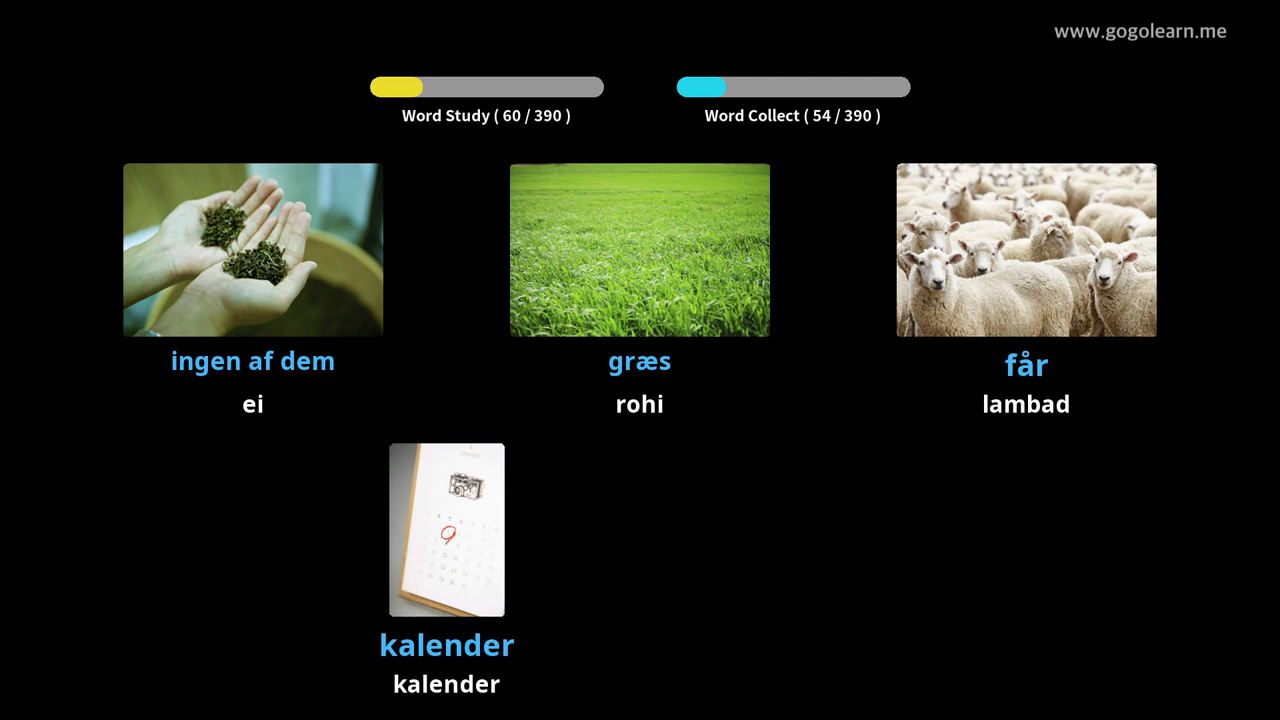 www.gogolearn.me
Word Study ( 60 / 390 )
Word Collect ( 54 / 390 )
ingen af dem
ei
græs
rohi
får
lambad
kalender
kalender